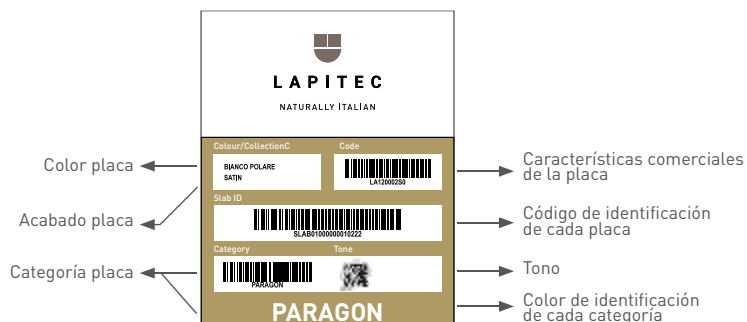 LAPITEC
NATURALLY ITALIAN
Colour/CollectionC
Code
Color placa
BIANCO POLARE
SATIN
LA120002S0
Características comerciales
de la placa
Slab ID
Acabado placa
SLAB01000000010222
Código de identificación
de cada placa
Category
Tone
Categoría placa
PARAGON
Tono
PARAGON
Color de identificación
de cada categoría